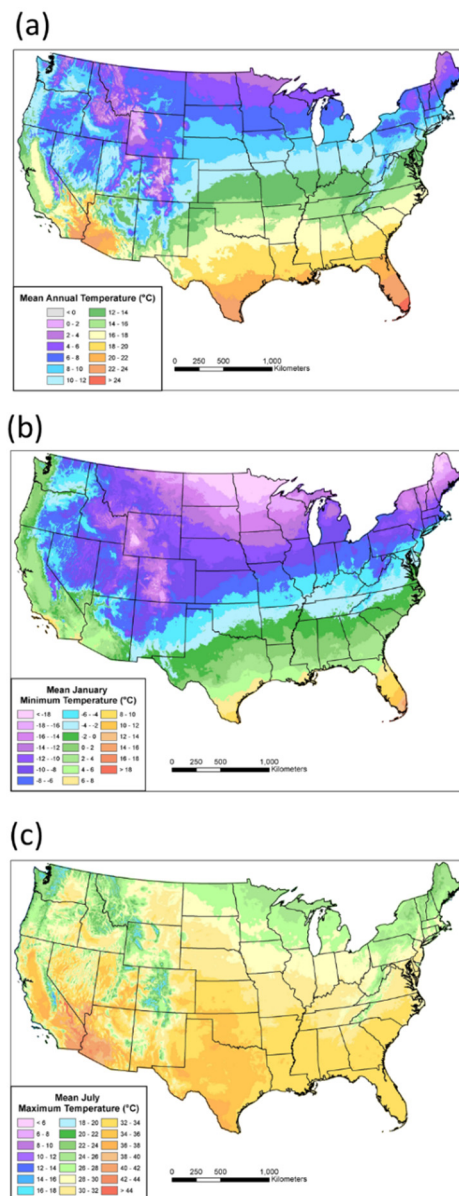 (a)
Mean Annual Temperature (°C)
< 0
0 - 2
2 - 4
4 - 6
6 - 8
8 - 10
10 - 12
12 - 14
14 - 16
16 - 18
18 - 20
20 - 22
22 - 24
> 24
0 250 500 1,000
Kilometers
(b)
Mean January
Minimum Temperature (°C)
< -18
-18 - -16
-16 - -14
-14 - -12
-12 - -10
-10 - -8
-8 - -6
-6 - -4
-4 - -2
-2 - 0
0 - 2
2 - 4
4 - 6
6 - 8
8 - 10
10 - 12
12 - 14
14 - 16
16 - 18
> 18
0 250 500 1,000
Kilometers
(c)
Mean July
Maximum Temperature (°C)
< 6
6 - 8
8 - 10
10 - 12
12 - 14
14 - 16
16 - 18
18 - 20
20 - 22
22 - 24
24 - 26
26 - 28
28 - 30
30 - 32
32 - 34
34 - 36
36 - 38
38 - 40
40 - 42
42 - 44
> 44
0 250 500 1,000
Kilometers